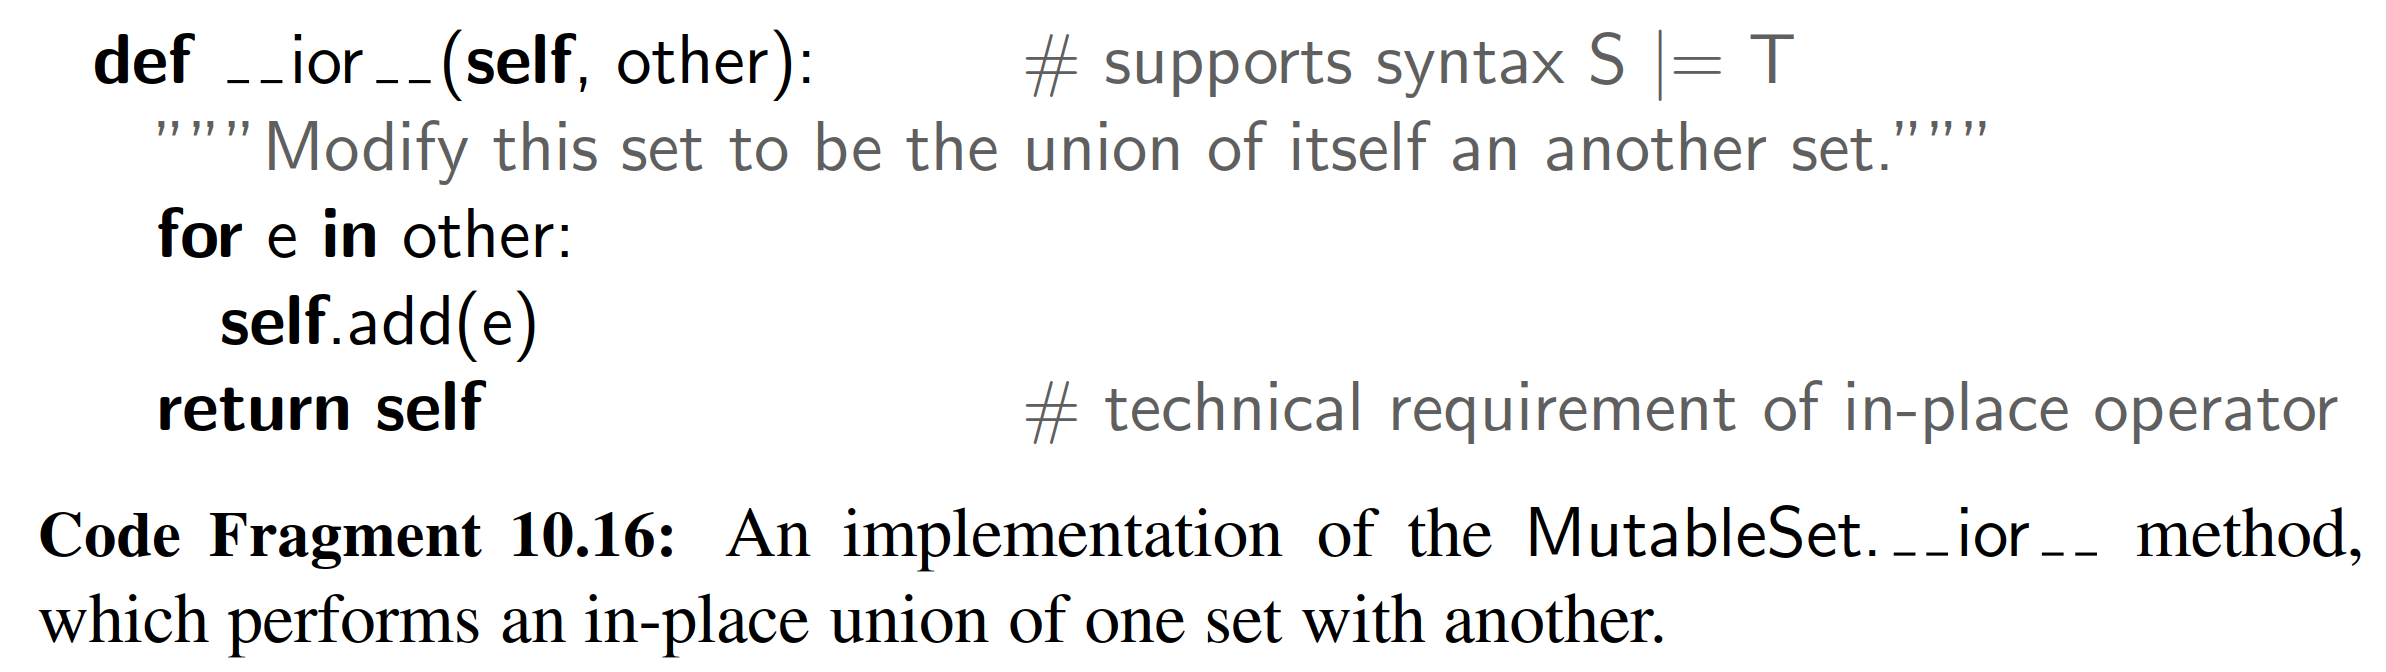 def __ior__(self, other): # supports syntax S |= T
"""Modify this set to be the union of itself an another set."""
for e in other:
self.add(e)
return self # technical requirement of in-place operator
Code Fragment 10.16: An implementation of the MutableSet.__ior__ method,
which performs an in-place union of one set with another.